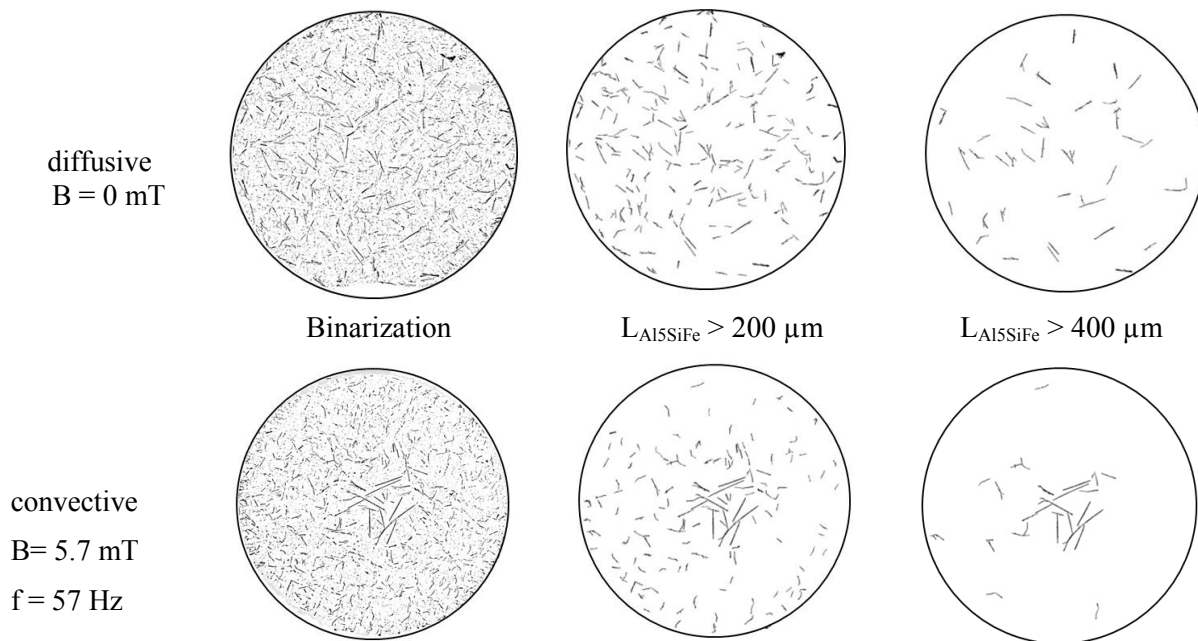 diffusive
B = 0 mT
Binarization
L_Al5SiFe > 200 µm
L_Al5SiFe > 400 µm
convective
B= 5.7 mT
f = 57 Hz